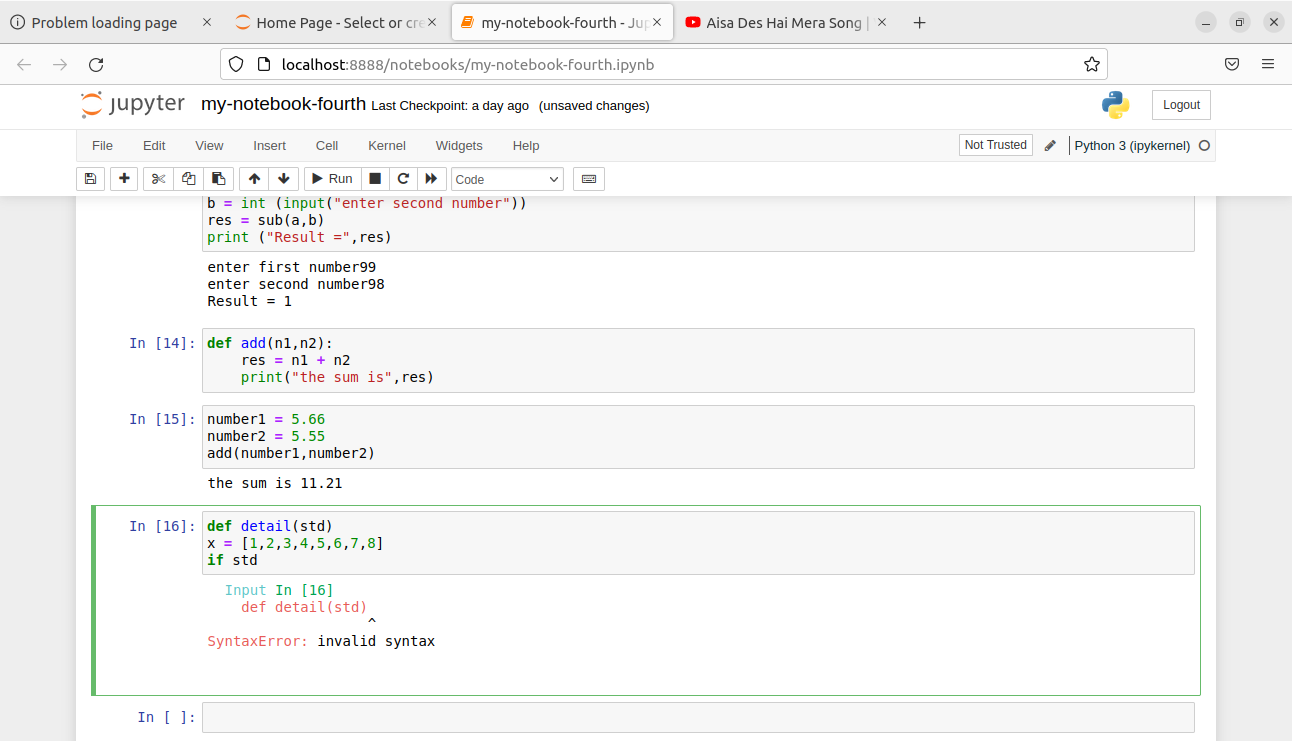 Problem loading page
Home Page - Select or cre
my-notebook-fourth - Jup
Aisa Des Hai Mera Song |
localhost:8888/notebooks/my-notebook-fourth.ipynb
jupyter my-notebook-fourth Last Checkpoint: a day ago (unsaved changes)
Logout
File Edit View Insert Cell Kernel Widgets Help
Not Trusted
Python 3 (ipykernel)
Run
Code
b = int (input("enter second number"))
res = sub(a,b)
print ("Result =",res)
enter first number99
enter second number98
Result = 1
In [14]: def add(n1,n2):
res = n1 + n2
print("the sum is",res)
In [15]: number1 = 5.66
number2 = 5.55
add(number1,number2)
the sum is 11.21
In [16]: def detail(std)
x = [1,2,3,4,5,6,7,8]
if std
Input In [16]
def detail(std)
^
SyntaxError: invalid syntax
In [ ]: